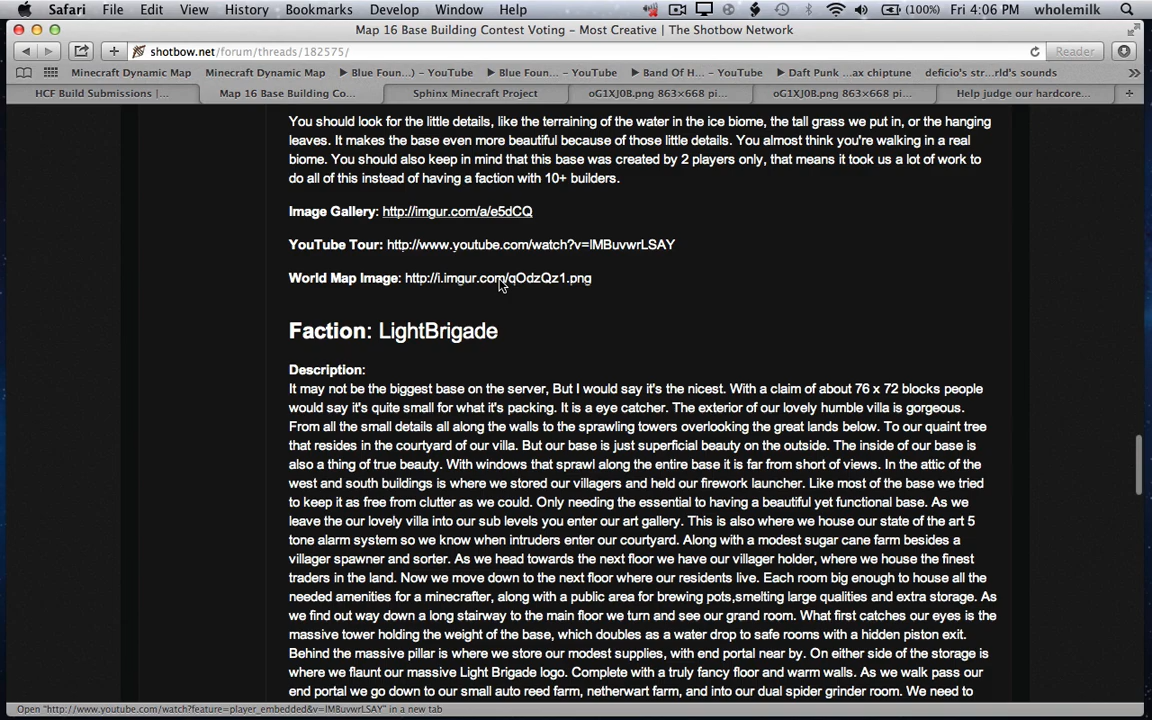 Safari File Edit View History Bookmarks Develop Window Help (100%) Fri 4:06 PM wholemilk
Map 16 Base Building Contest Voting – Most Creative | The Shotbow Network
shotbow.net/forum/threads/182575/ Reader
Minecraft Dynamic Map Minecraft Dynamic Map Blue Foun...) – YouTube Blue Foun... – YouTube Band Of H... – YouTube Daft Punk ...ax chiptune deficio's str...rld's sounds
HCF Build Submissions |... Map 16 Base Building Co... Sphinx Minecraft Project oG1XJ0B.png 863×668 pi... oG1XJ0B.png 863×668 pi... Help judge our hardcore...
You should look for the little details, like the terraining of the water in the ice biome, the tall grass we put in, or the hanging
leaves. It makes the base even more beautiful because of those little details. You almost think you're walking in a real
biome. You should also keep in mind that this base was created by 2 players only, that means it took us a lot of work to
do all of this instead of having a faction with 10+ builders.
Image Gallery: http://imgur.com/a/e5dCQ
YouTube Tour: http://www.youtube.com/watch?v=IMBuvwrLSAY
World Map Image: http://i.imgur.com/qOdzQz1.png
Faction: LightBrigade
Description:
It may not be the biggest base on the server, But I would say it's the nicest. With a claim of about 76 x 72 blocks people
would say it's quite small for what it's packing. It is a eye catcher. The exterior of our lovely humble villa is gorgeous.
From all the small details all along the walls to the sprawling towers overlooking the great lands below. To our quaint tree
that resides in the courtyard of our villa. But our base is just superficial beauty on the outside. The inside of our base is
also a thing of true beauty. With windows that sprawl along the entire base it is far from short of views. In the attic of the
west and south buildings is where we stored our villagers and held our firework launcher. Like most of the base we tried
to keep it as free from clutter as we could. Only needing the essential to having a beautiful yet functional base. As we
leave the our lovely villa into our sub levels you enter our art gallery. This is also where we house our state of the art 5
tone alarm system so we know when intruders enter our courtyard. Along with a modest sugar cane farm besides a
villager spawner and sorter. As we head towards the next floor we have our villager holder, where we house the finest
traders in the land. Now we move down to the next floor where our residents live. Each room big enough to house all the
needed amenities for a minecrafter, along with a public area for brewing pots,smelting large qualities and extra storage. As
we find out way down a long stairway to the main floor we turn and see our grand room. What first catches our eyes is the
massive tower holding the weight of the base, which doubles as a water drop to safe rooms with a hidden piston exit.
Behind the massive pillar is where we store our modest supplies, with end portal near by. On either side of the storage is
where we flaunt our massive Light Brigade logo. Complete with a truly fancy floor and warm walls. As we walk pass our
end portal we go down to our small auto reed farm, netherwart farm, and into our dual spider grinder room. We need to
Open "http://www.youtube.com/watch?feature=player_embedded&v=IMBuvwrLSAY" in a new tab